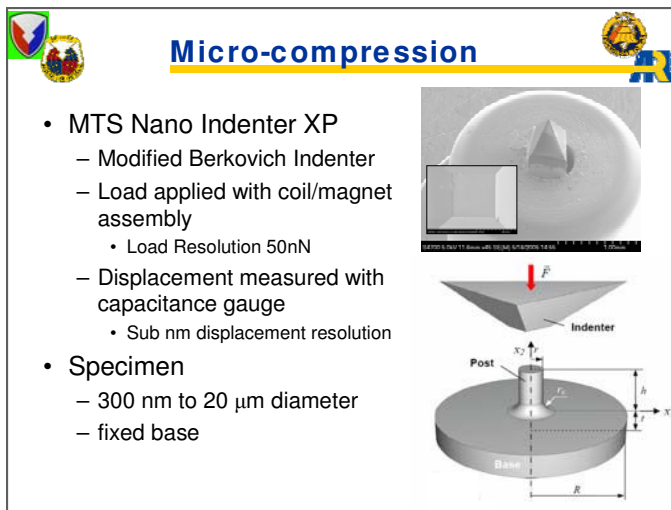 Micro-compression
• MTS Nano Indenter XP
– Modified Berkovich Indenter
– Load applied with coil/magnet
assembly
• Load Resolution 50nN
– Displacement measured with
capacitance gauge
• Sub nm displacement resolution
• Specimen
– 300 nm to 20 μm diameter
– fixed base
1.00mm
F
Indenter
x₂ r
Post
r
h
x
t
Base
R